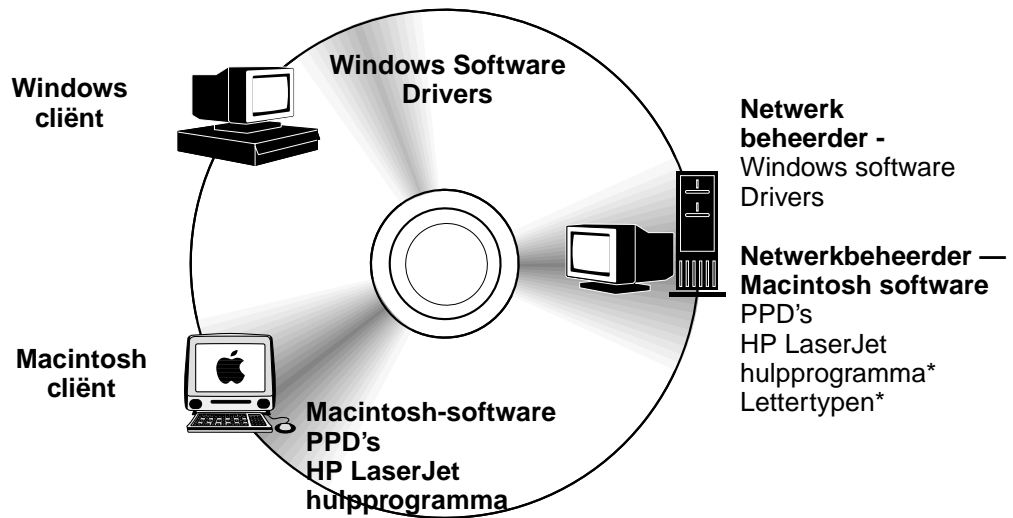 Windows
cliënt
Windows Software
Drivers
Netwerk
beheerder -
Windows software
Drivers
Netwerkbeheerder —
Macintosh software
PPD's
HP LaserJet
hulpprogramma*
Lettertypen*
Macintosh
cliënt
Macintosh-software
PPD's
HP LaserJet
hulpprogramma